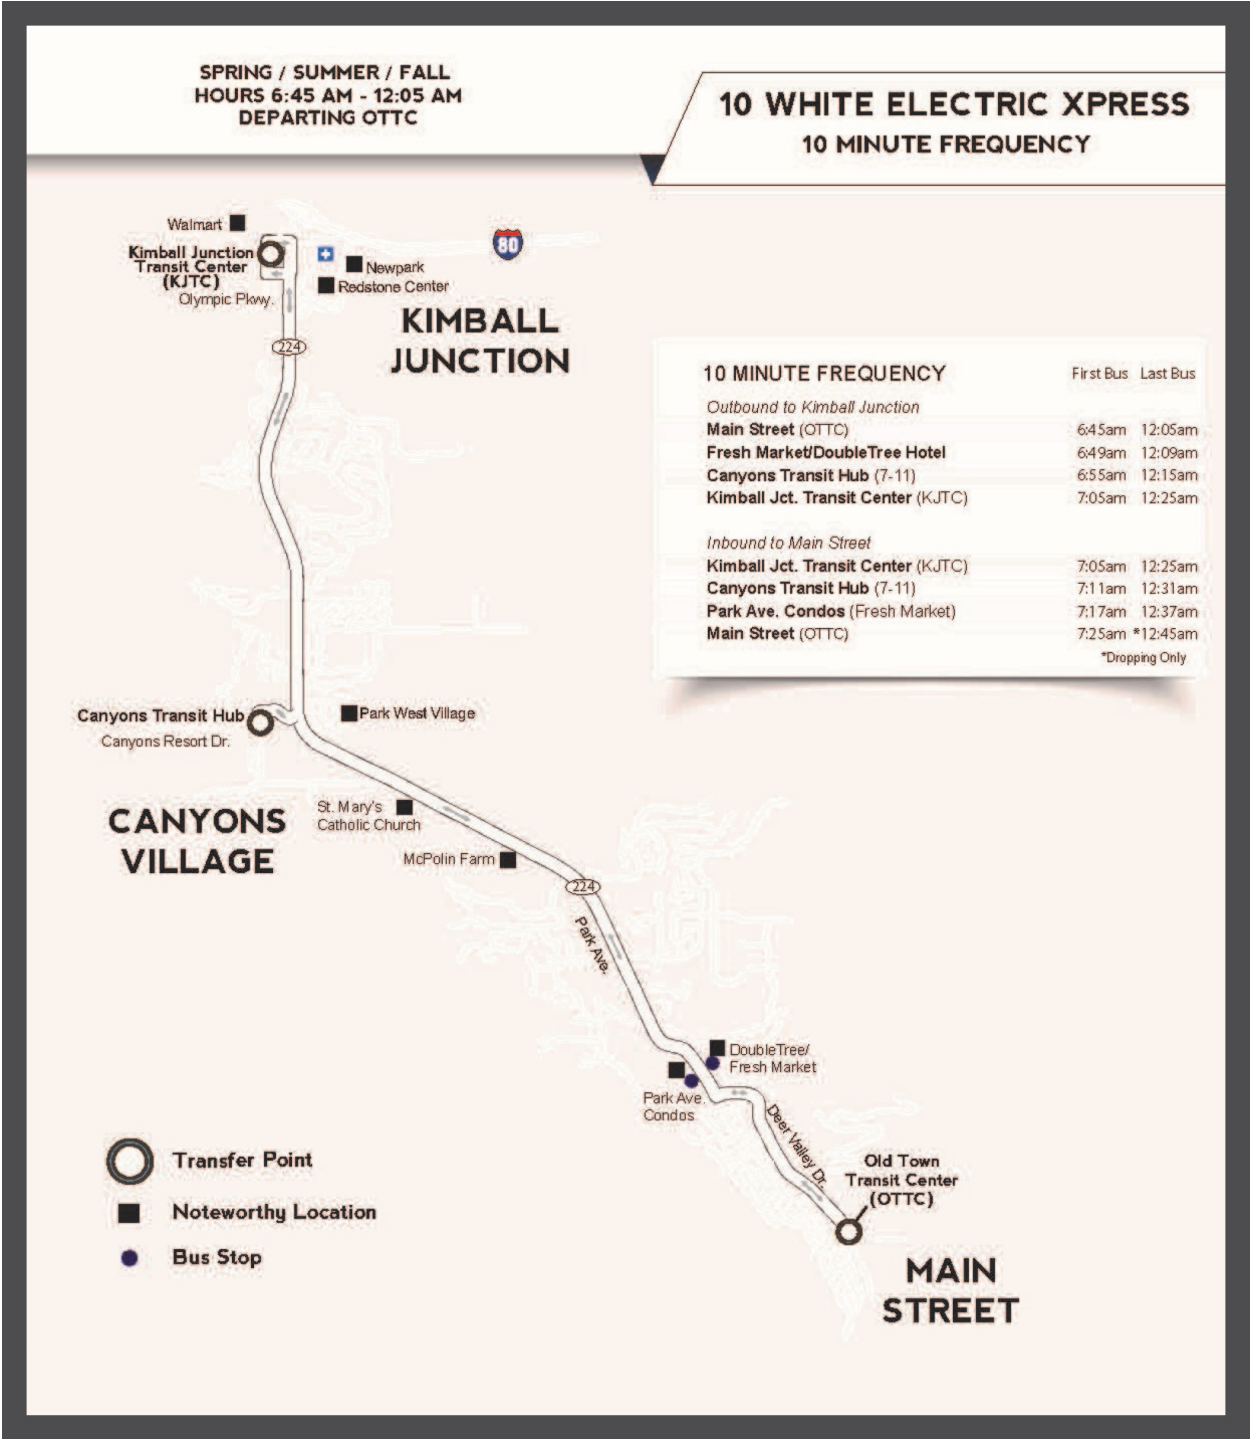 SPRING / SUMMER / FALL
HOURS 6:45 AM - 12:05 AM
DEPARTING OTTC
10 WHITE ELECTRIC XPRESS
10 MINUTE FREQUENCY
Walmart
80
Kimball Junction
Transit Center
(KJTC)
Newpark
Redstone Center
Olympic Pkwy.
KIMBALL
JUNCTION
224
10 MINUTE FREQUENCY First Bus Last Bus
Outbound to Kimball Junction
Main Street (OTTC) 6:45am 12:05am
Fresh Market/DoubleTree Hotel 6:49am 12:09am
Canyons Transit Hub (7-11) 6:55am 12:15am
Kimball Jct. Transit Center (KJTC) 7:05am 12:25am
Inbound to Main Street
Kimball Jct. Transit Center (KJTC) 7:05am 12:25am
Canyons Transit Hub (7-11) 7:11am 12:31am
Park Ave. Condos (Fresh Market) 7:17am 12:37am
Main Street (OTTC) 7:25am *12:45am
*Dropping Only
Canyons Transit Hub
Canyons Resort Dr.
Park West Village
CANYONS
VILLAGE
St. Mary's
Catholic Church
McPolin Farm
224
Park Ave.
DoubleTree/
Fresh Market
Park Ave.
Condos
Deer Valley Dr.
Old Town
Transit Center
(OTTC)
Transfer Point
Noteworthy Location
Bus Stop
MAIN
STREET